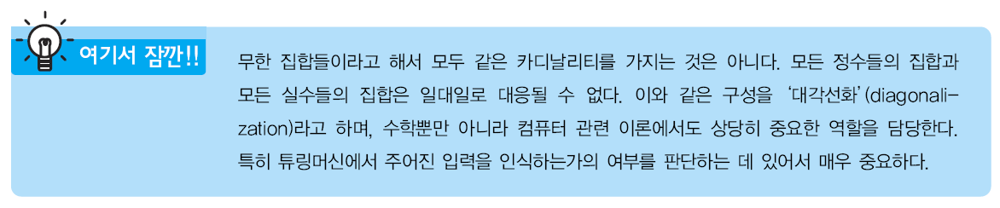 여기서 잠깐!!
무한 집합들이라고 해서 모두 같은 카디날리티를 가지는 것은 아니다. 모든 정수들의 집합과
모든 실수들의 집합은 일대일로 대응될 수 없다. 이와 같은 구성을 ‘대각선화’(diagonali-
zation)라고 하며, 수학뿐만 아니라 컴퓨터 관련 이론에서도 상당히 중요한 역할을 담당한다.
특히 튜링머신에서 주어진 입력을 인식하는가의 여부를 판단하는 데 있어서 매우 중요하다.